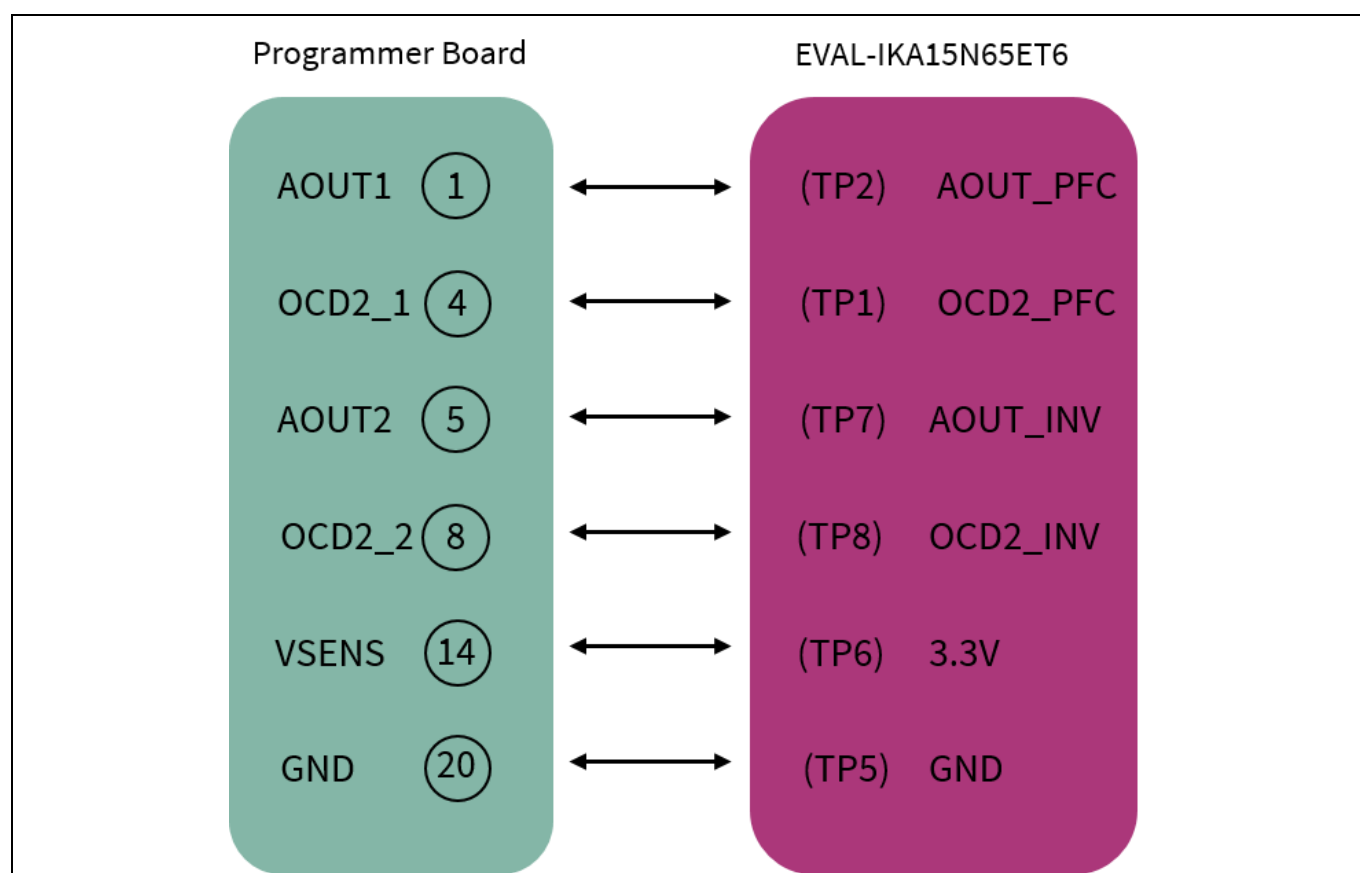 Programmer Board EVAL-IKA15N65ET6
AOUT1 1 (TP2) AOUT_PFC
OCD2_1 4 (TP1) OCD2_PFC
AOUT2 5 (TP7) AOUT_INV
OCD2_2 8 (TP8) OCD2_INV
VSENS 14 (TP6) 3.3V
GND 20 (TP5) GND